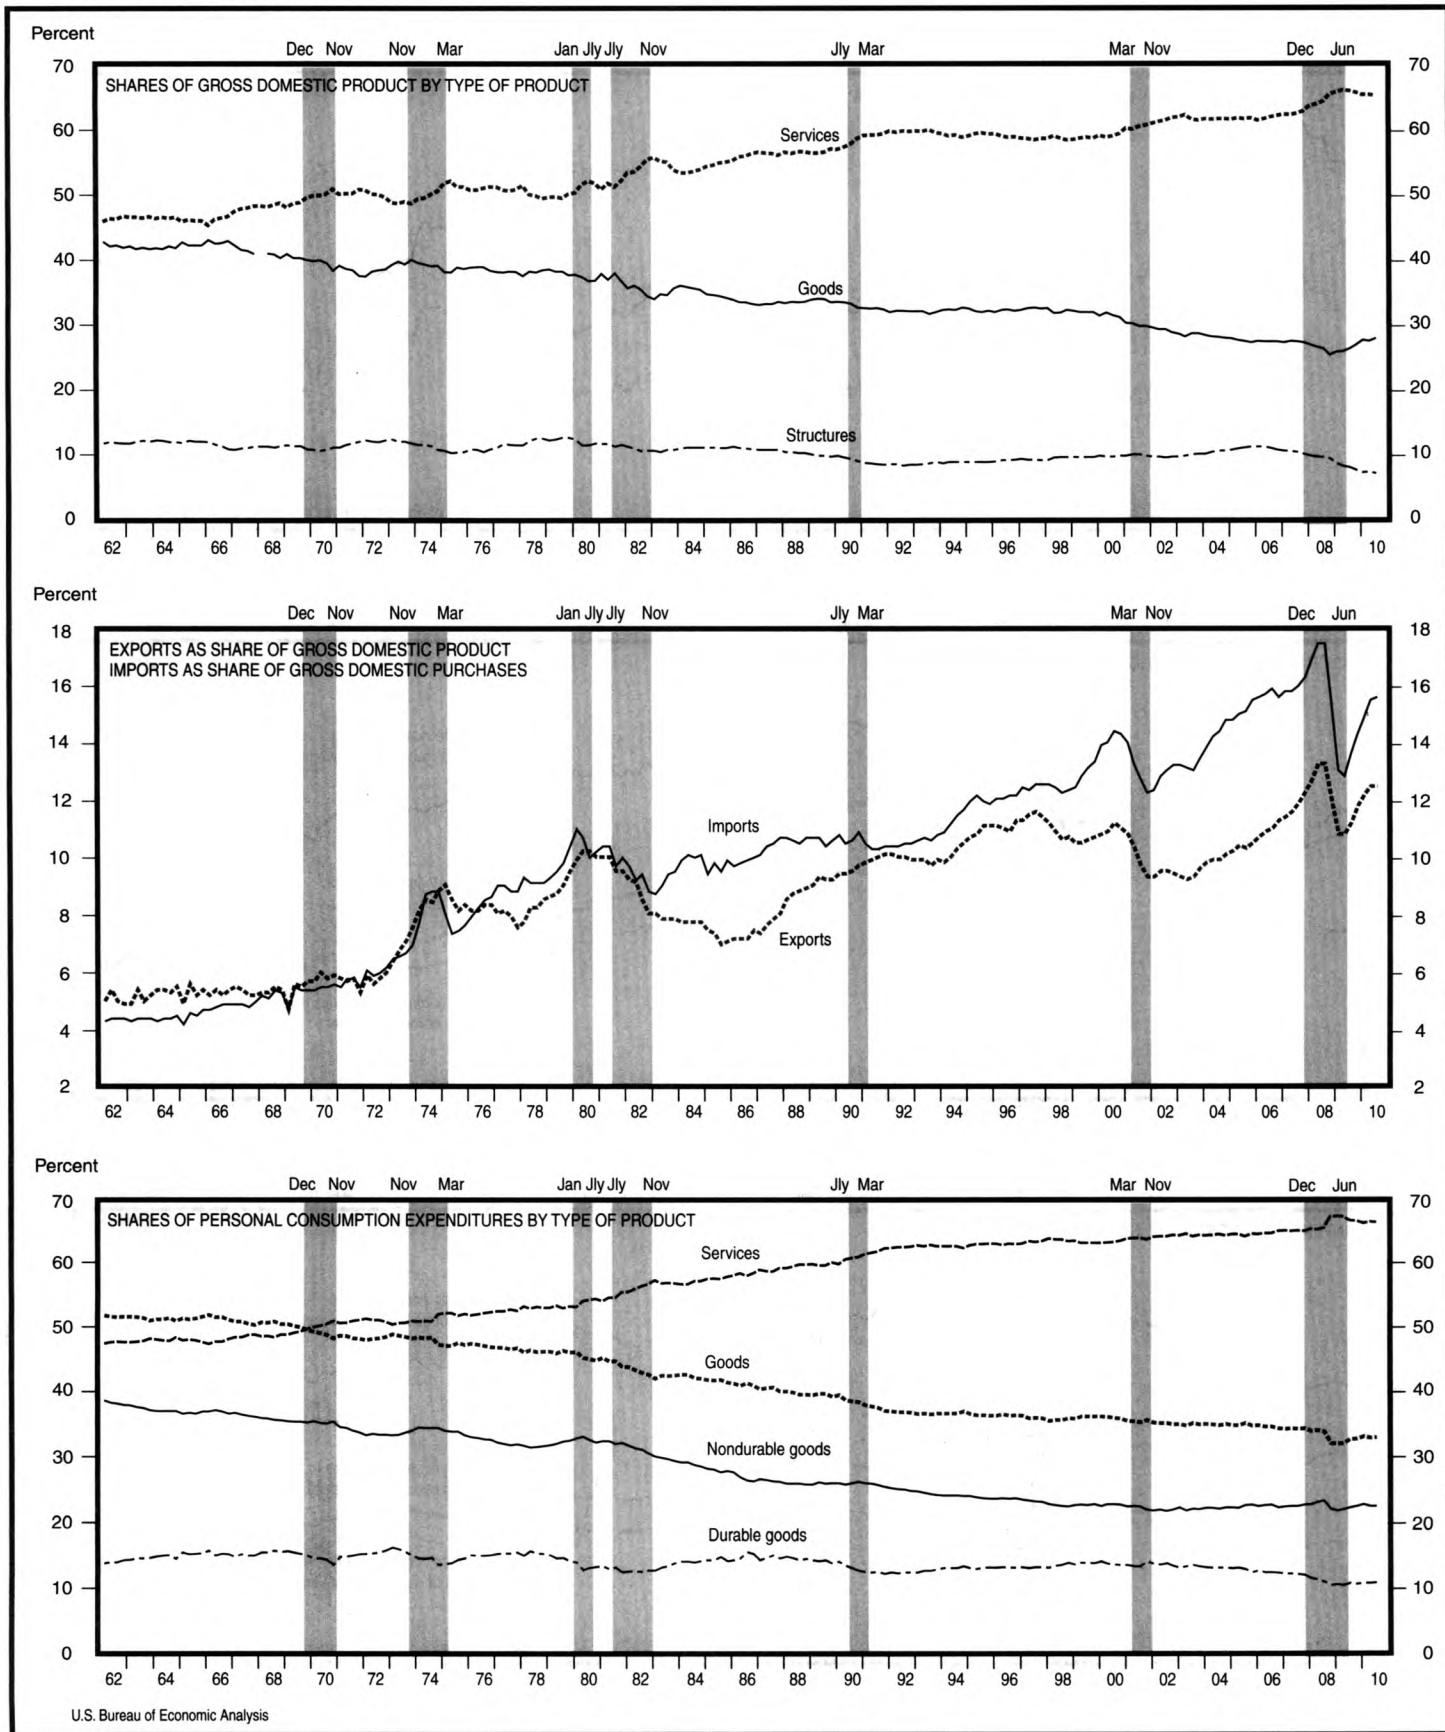 Percent
Dec Nov Nov Mar Jan Jly Jly Nov Jly Mar Mar Nov Dec Jun
70 70
SHARES OF GROSS DOMESTIC PRODUCT BY TYPE OF PRODUCT
60 Services 60
50 50
40 40
Goods
30 30
20 20
Structures
10 10
0 0
62 64 66 68 70 72 74 76 78 80 82 84 86 88 90 92 94 96 98 00 02 04 06 08 10
Percent
Dec Nov Nov Mar Jan Jly Jly Nov Jly Mar Mar Nov Dec Jun
18 18
EXPORTS AS SHARE OF GROSS DOMESTIC PRODUCT
IMPORTS AS SHARE OF GROSS DOMESTIC PURCHASES
16 16
14 14
12 12
Imports
10 10
8 8
Exports
6 6
4 4
2 2
62 64 66 68 70 72 74 76 78 80 82 84 86 88 90 92 94 96 98 00 02 04 06 08 10
Percent
Dec Nov Nov Mar Jan Jly Jly Nov Jly Mar Mar Nov Dec Jun
70 70
SHARES OF PERSONAL CONSUMPTION EXPENDITURES BY TYPE OF PRODUCT
Services
60 60
50 50
Goods
40 40
Nondurable goods
30 30
20 20
Durable goods
10 10
0 0
62 64 66 68 70 72 74 76 78 80 82 84 86 88 90 92 94 96 98 00 02 04 06 08 10
U.S. Bureau of Economic Analysis